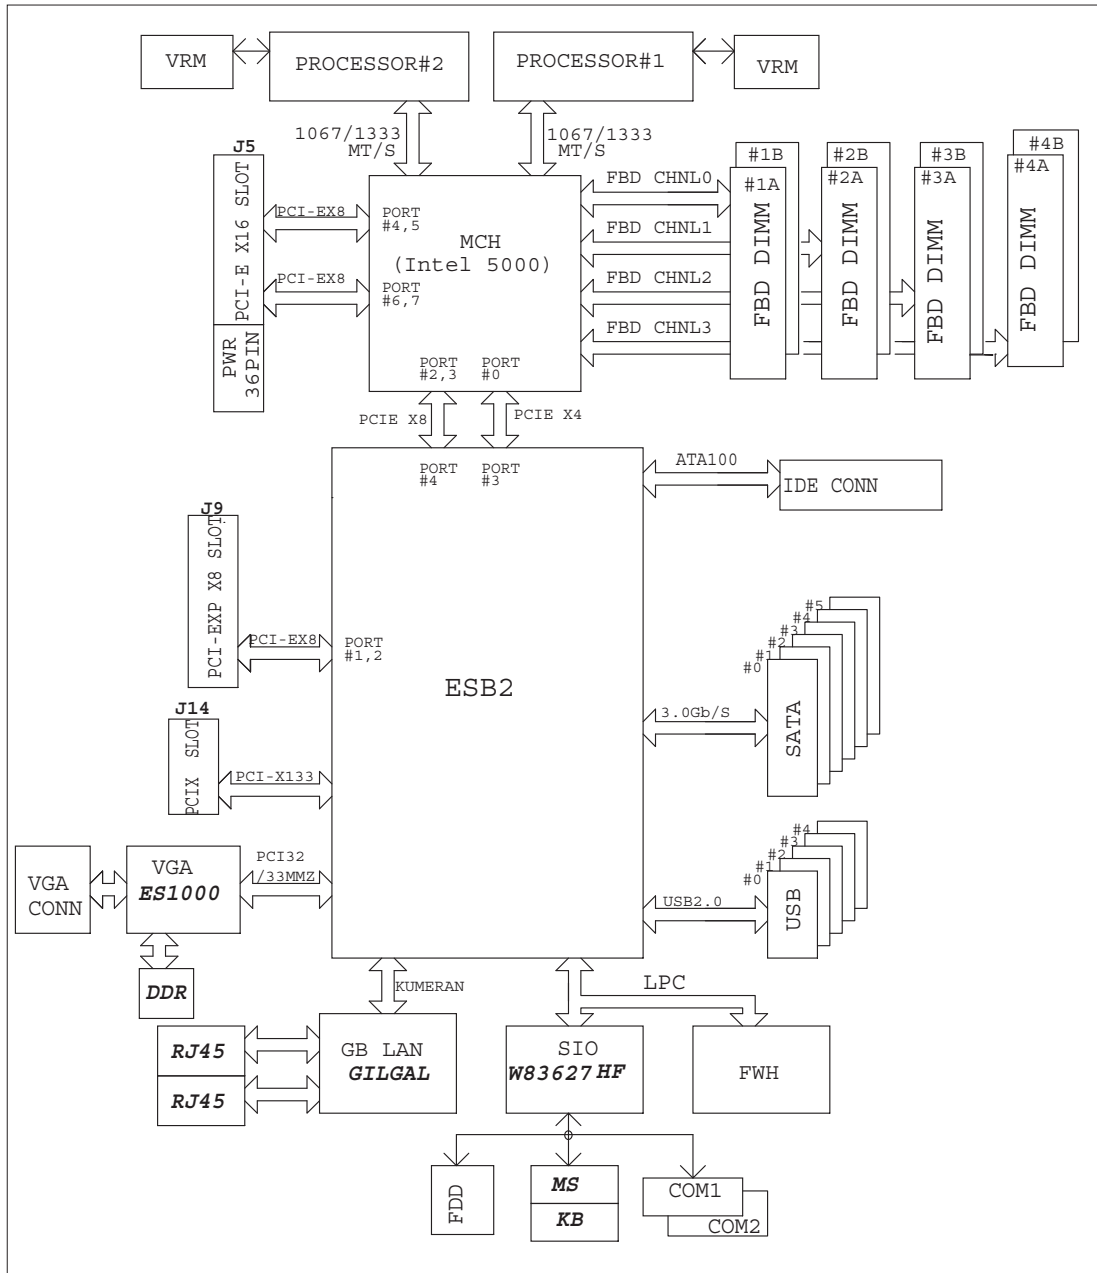 VRM
PROCESSOR#2
PROCESSOR#1
VRM
1067/1333
MT/S
1067/1333
MT/S
J5
PCI-E X16 SLOT
PWR
36PIN
PCI-EX8
PORT
#4,5
PCI-EX8
PORT
#6,7
MCH
(Intel 5000)
PORT
#2,3
PORT
#0
FBD CHNL0
FBD CHNL1
FBD CHNL2
FBD CHNL3
#1B
#1A
FBD DIMM
#2B
#2A
FBD DIMM
#3B
#3A
FBD DIMM
#4B
#4A
FBD DIMM
PCIE X8
PCIE X4
PORT
#4
PORT
#3
ATA100
IDE CONN
J9
PCI-EXP X8 SLOT
PCI-EX8
PORT
#1,2
ESB2
#5
#4
#3
#2
#1
#0
3.0Gb/S
SATA
J14
PCIX SLOT
PCI-X133
VGA
CONN
VGA
ES1000
PCI32
/33MMZ
#4
#3
#2
#1
#0
USB2.0
USB
DDR
KUMERAN
LPC
RJ45
RJ45
GB LAN
GILGAL
SIO
W83627HF
FWH
FDD
MS
KB
COM1
COM2